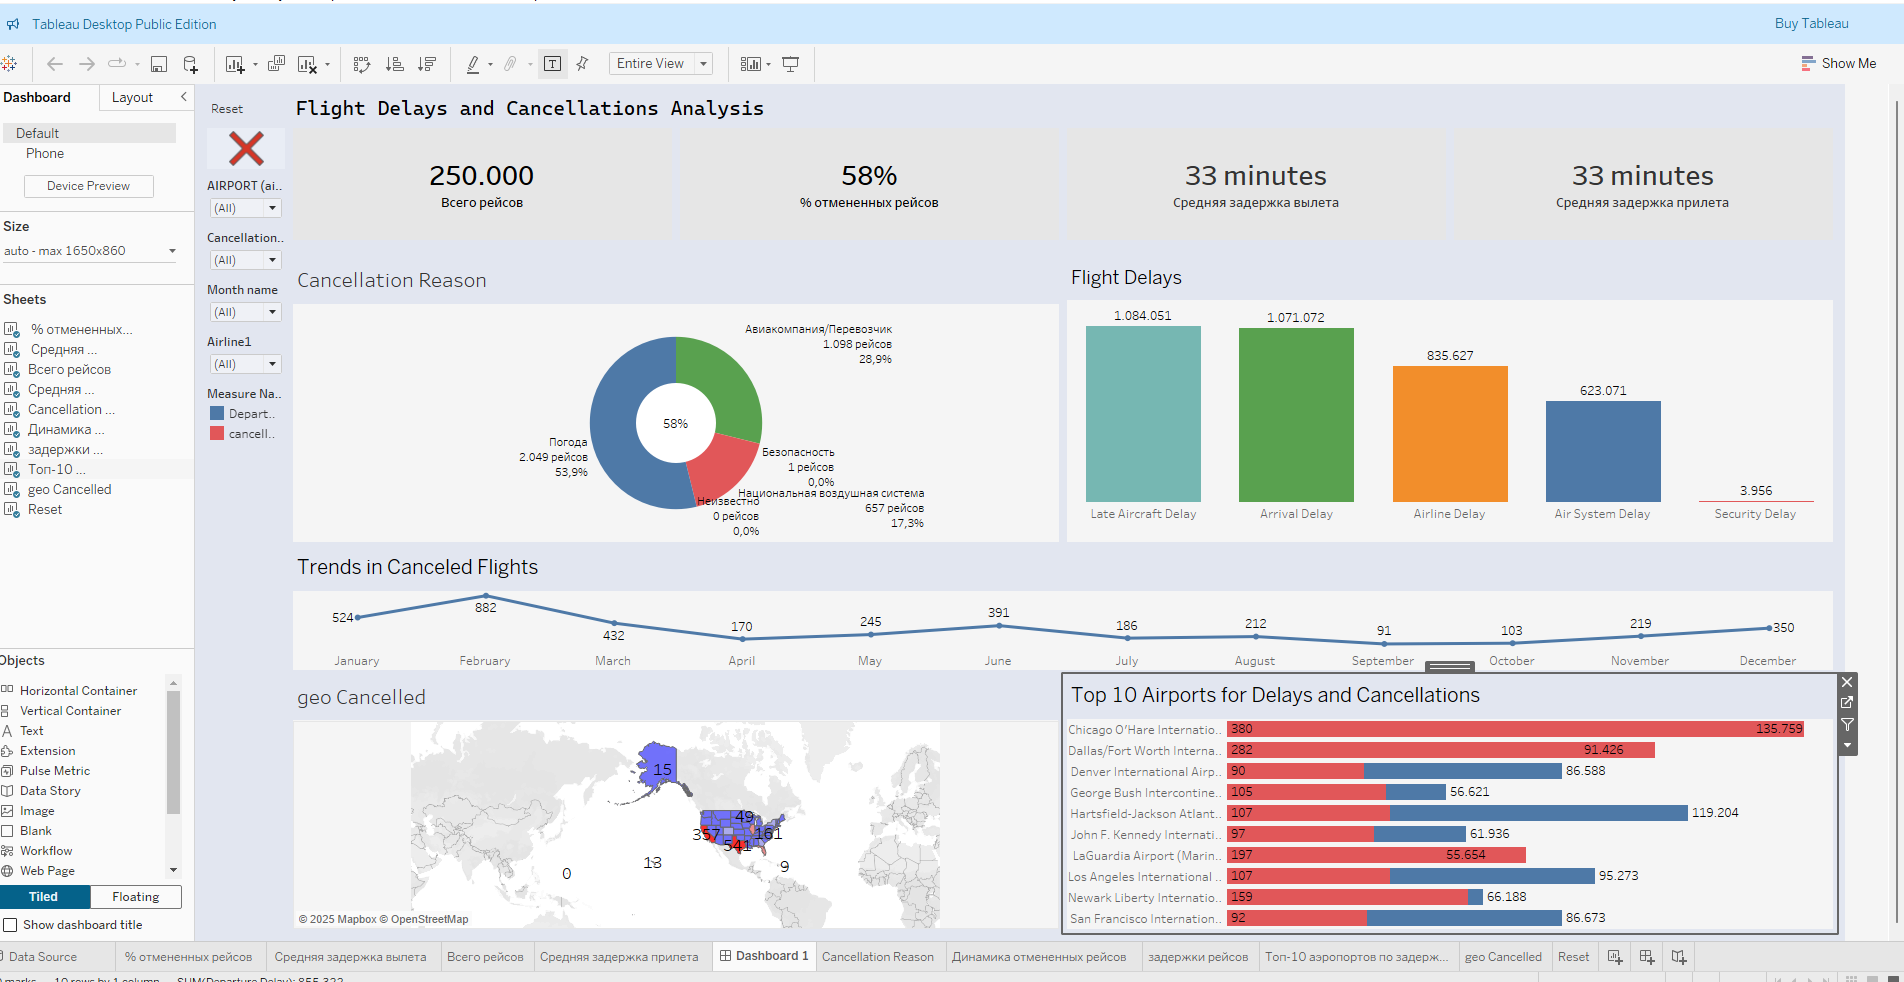 Tableau Desktop Public Edition
Buy Tableau
Entire View
Show Me
Dashboard
Layout
Default
Phone
Device Preview
Size
auto - max 1650x860
Sheets
% отмененных...
Средняя ...
Всего рейсов
Средняя ...
Cancellation ...
Динамика ...
задержки ...
Топ-10 ...
geo Cancelled
Reset
Objects
Horizontal Container
Vertical Container
Text
Extension
Pulse Metric
Data Story
Image
Blank
Workflow
Web Page
Tiled
Floating
Show dashboard title
Reset
AIRPORT (ai..
(All)
Cancellation..
(All)
Month name
(All)
Airline1
(All)
Measure Na..
Depart..
cancell..
Flight Delays and Cancellations Analysis
250.000
Всего рейсов
58%
% отмененных рейсов
33 minutes
Средняя задержка вылета
33 minutes
Средняя задержка прилета
Cancellation Reason
Авиакомпания/Перевозчик
1.098 рейсов
28,9%
58%
Погода
2.049 рейсов
53,9%
Безопасность
1 рейсов
0,0%
Национальная воздушная система
657 рейсов
17,3%
Неизвестно
0 рейсов
0,0%
Flight Delays
1.084.051
1.071.072
835.627
623.071
3.956
Late Aircraft Delay
Arrival Delay
Airline Delay
Air System Delay
Security Delay
Trends in Canceled Flights
524
882
432
170
245
391
186
212
91
103
219
350
January
February
March
April
May
June
July
August
September
October
November
December
geo Cancelled
15
49
357
161
541
13
0
9
© 2025 Mapbox © OpenStreetMap
Top 10 Airports for Delays and Cancellations
Chicago O'Hare Internatio.. 380 135.759
Dallas/Fort Worth Interna.. 282 91.426
Denver International Airp.. 90 86.588
George Bush Intercontine.. 105 56.621
Hartsfield-Jackson Atlant.. 107 119.204
John F. Kennedy Internati.. 97 61.936
LaGuardia Airport (Marin.. 197 55.654
Los Angeles International .. 107 95.273
Newark Liberty Internatio.. 159 66.188
San Francisco Internation.. 92 86.673
Data Source
% отмененных рейсов
Средняя задержка вылета
Всего рейсов
Средняя задержка прилета
Dashboard 1
Cancellation Reason
Динамика отмененных рейсов
задержки рейсов
Топ-10 аэропортов по задерж...
geo Cancelled
Reset
marks 10 rows by 1 column SUM(Departure Delay): 855.322